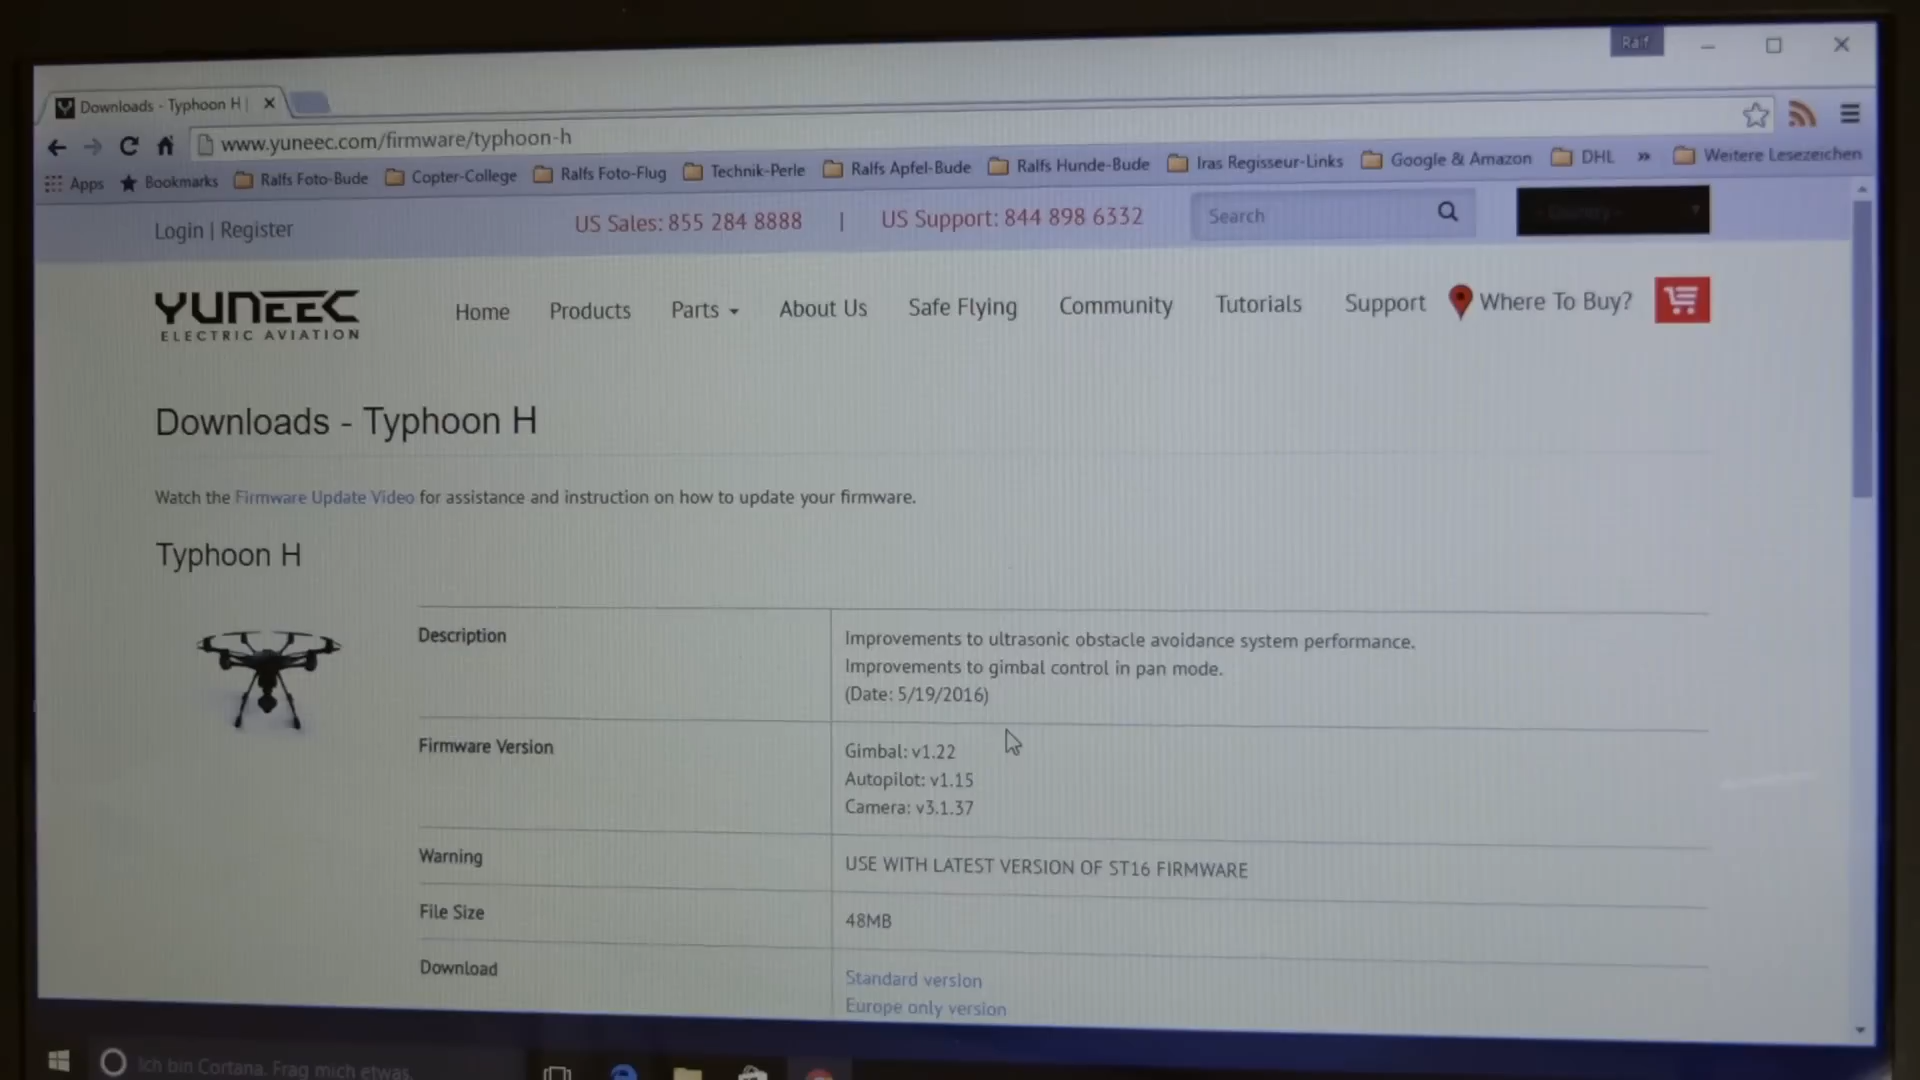 Ralf
Downloads - Typhoon H |
www.yuneec.com/firmware/typhoon-h
Apps Bookmarks Ralfs Foto-Bude Copter-College Ralfs Foto-Flug Technik-Perle Ralfs Apfel-Bude Ralfs Hunde-Bude Iras Regisseur-Links Google & Amazon DHL » Weitere Lesezeichen
Login | Register US Sales: 855 284 8888 | US Support: 844 898 6332 Search
YUNEEC
ELECTRIC AVIATION
Home Products Parts About Us Safe Flying Community Tutorials Support Where To Buy?
Downloads - Typhoon H
Watch the Firmware Update Video for assistance and instruction on how to update your firmware.
Typhoon H
Description
Improvements to ultrasonic obstacle avoidance system performance.
Improvements to gimbal control in pan mode.
(Date: 5/19/2016)
Firmware Version
Gimbal: v1.22
Autopilot: v1.15
Camera: v3.1.37
Warning
USE WITH LATEST VERSION OF ST16 FIRMWARE
File Size
48MB
Download
Standard version
Europe only version
Ich bin Cortana. Frag mich etwas.